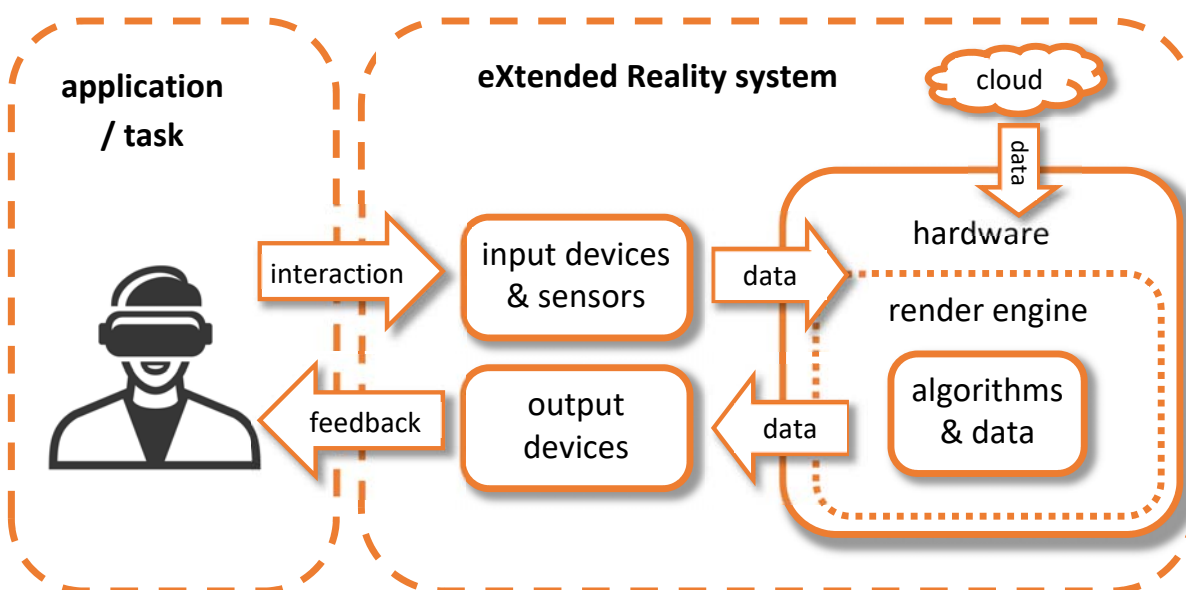 application
/ task
eXtended Reality system
cloud
data
hardware
interaction
input devices
& sensors
data
render engine
feedback
output
devices
data
algorithms
& data